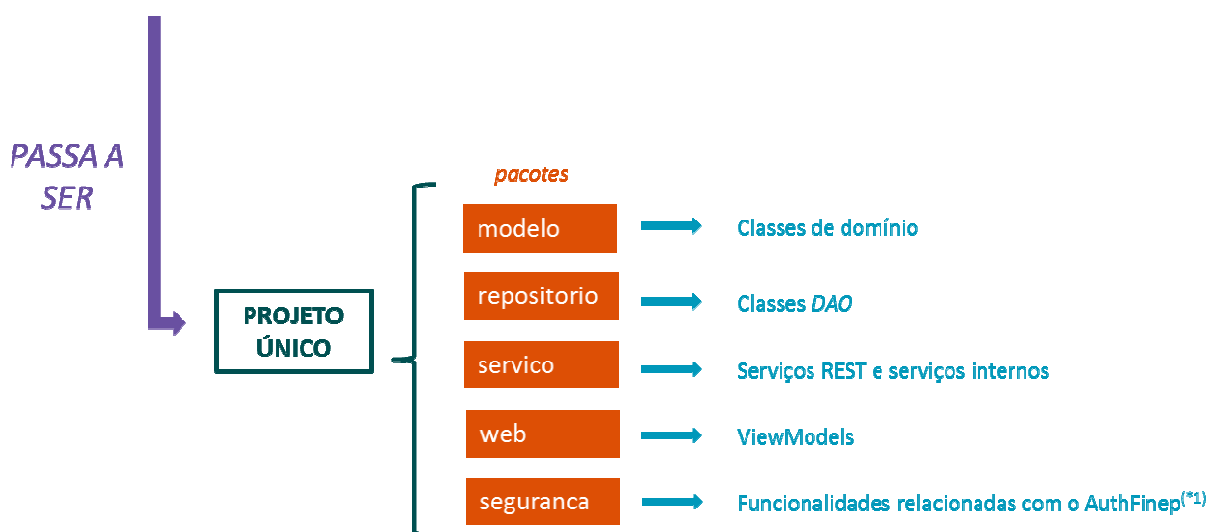 PASSA A
SER
PROJETO
ÚNICO
pacotes
modelo
Classes de domínio
repositorio
Classes DAO
servico
Serviços REST e serviços internos
web
ViewModels
seguranca
Funcionalidades relacionadas com o AuthFinep(*1)